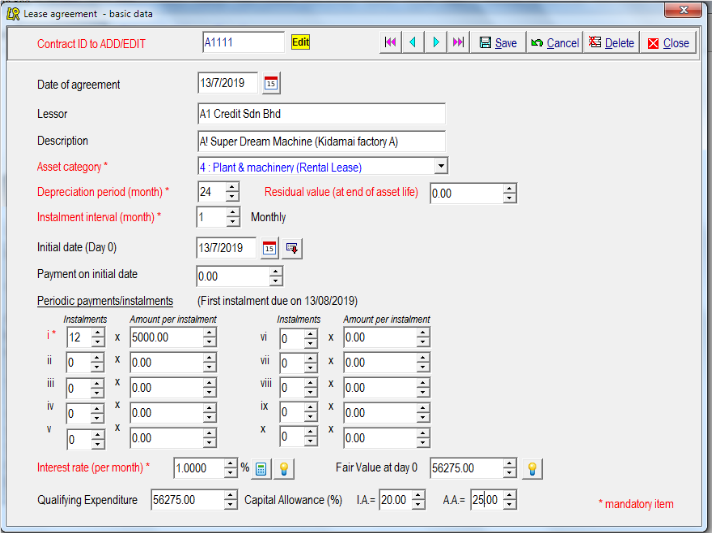 Lease agreement - basic data
Contract ID to ADD/EDIT A1111 Edit Save Cancel Delete Close
Date of agreement 13/7/2019 15
Lessor A1 Credit Sdn Bhd
Description A! Super Dream Machine (Kidamai factory A)
Asset category * 4 : Plant & machinery (Rental Lease)
Depreciation period (month) * 24 Residual value (at end of asset life) 0.00
Instalment interval (month) * 1 Monthly
Initial date (Day 0) 13/7/2019 15
Payment on initial date 0.00
Periodic payments/instalments (First instalment due on 13/08/2019)
Instalments Amount per instalment Instalments Amount per instalment
i * 12 x 5000.00 vi 0 x 0.00
ii 0 x 0.00 vii 0 x 0.00
iii 0 x 0.00 viii 0 x 0.00
iv 0 x 0.00 ix 0 x 0.00
v 0 x 0.00 x 0 x 0.00
Interest rate (per month) * 1.0000 % Fair Value at day 0 56275.00
Qualifying Expenditure 56275.00 Capital Allowance (%) I.A.= 20.00 A.A.= 25.00
* mandatory item